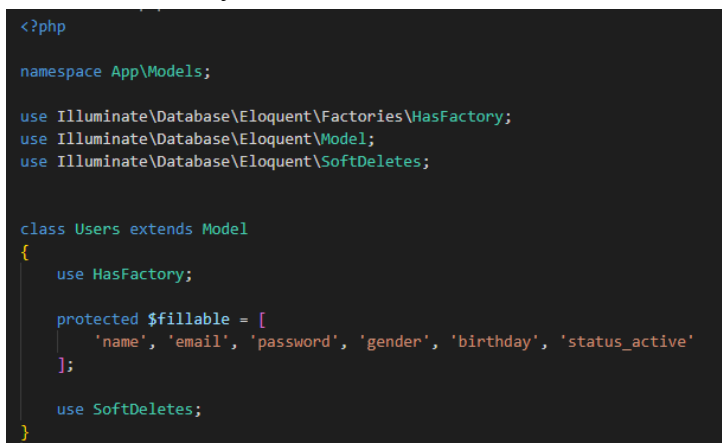 <?php
namespace App\Models;
use Illuminate\Database\Eloquent\Factories\HasFactory;
use Illuminate\Database\Eloquent\Model;
use Illuminate\Database\Eloquent\SoftDeletes;
class Users extends Model
{
use HasFactory;
protected $fillable = [
'name', 'email', 'password', 'gender', 'birthday', 'status_active'
];
use SoftDeletes;
}